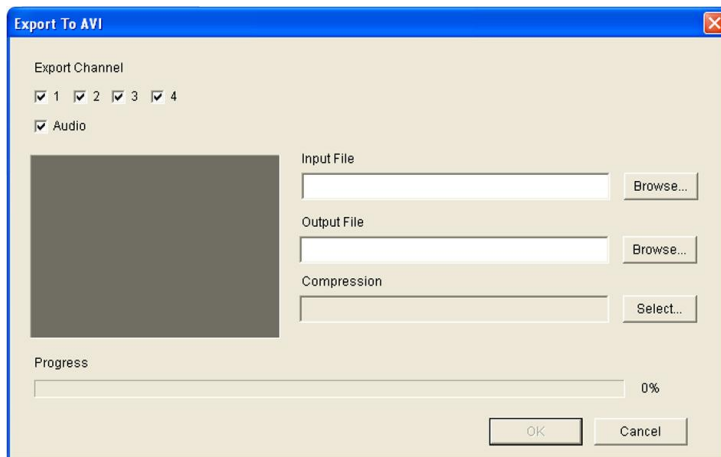 Export To AVI
Export Channel
1 2 3 4
Audio
Input File
Browse...
Output File
Browse...
Compression
Select...
Progress
0%
OK Cancel